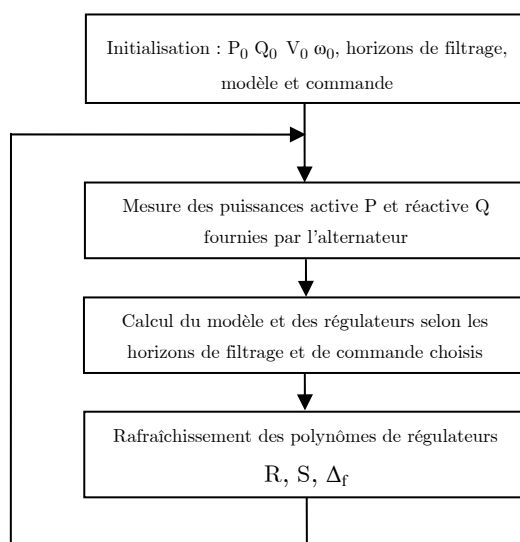 Initialisation : P₀ Q₀ V₀ ω₀, horizons de filtrage,
modèle et commande
Mesure des puissances active P et réactive Q
fournies par l'alternateur
Calcul du modèle et des régulateurs selon les
horizons de filtrage et de commande choisis
Rafraîchissement des polynômes de régulateurs
R, S, Δf